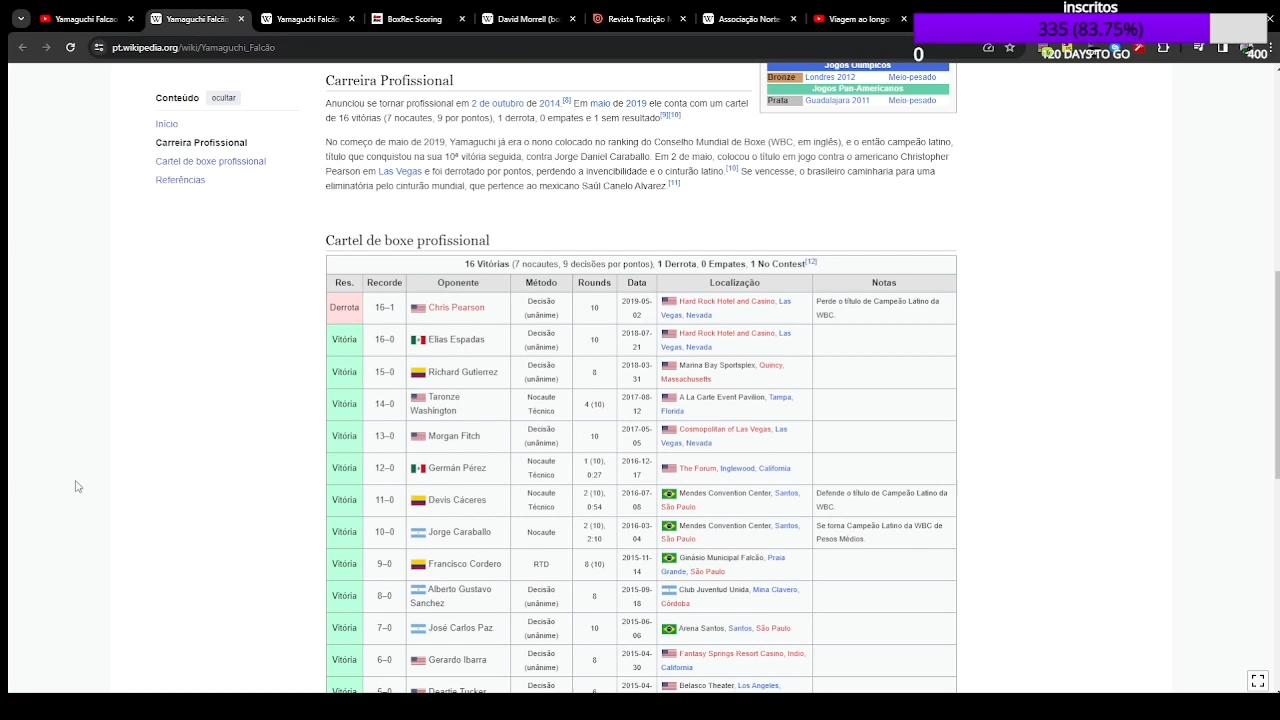 inscritos
335 (83.75%)
0
120 DAYS TO GO
400
Yamaguchi Falcão
Yamaguchi Falcão
Yamaguchi Falcão
BoxRec Scoring
David Morrell (bo
Revista Tradição
Associação Norte
Viagem ao longo
pt.wikipedia.org/wiki/Yamaguchi_Falcão
Conteúdo ocultar
Início
Carreira Profissional
Cartel de boxe profissional
Referências
Jogos Olímpicos
Bronze Londres 2012 Meio-pesado
Jogos Pan-Americanos
Prata Guadalajara 2011 Meio-pesado
Carreira Profissional
Anunciou se tornar profissional em 2 de outubro de 2014.[8] Em maio de 2019 ele conta com um cartel
de 16 vitórias (7 nocautes, 9 por pontos), 1 derrota, 0 empates e 1 sem resultado[9][10]
No começo de maio de 2019, Yamaguchi já era o nono colocado no ranking do Conselho Mundial de Boxe (WBC, em inglês), e o então campeão latino,
título que conquistou na sua 10ª vitória seguida, contra Jorge Daniel Caraballo. Em 2 de maio, colocou o título em jogo contra o americano Christopher
Pearson em Las Vegas e foi derrotado por pontos, perdendo a invencibilidade e o cinturão latino.[10] Se vencesse, o brasileiro caminharia para uma
eliminatória pelo cinturão mundial, que pertence ao mexicano Saúl Canelo Alvarez.[11]
Cartel de boxe profissional
16 Vitórias (7 nocautes, 9 decisões por pontos), 1 Derrota, 0 Empates, 1 No Contest[12]
Res. Recorde Oponente Método Rounds Data Localização Notas
Derrota 16–1 Chris Pearson Decisão (unânime) 10 2019-05-02 Hard Rock Hotel and Casino, Las Vegas, Nevada Perde o título de Campeão Latino da WBC.
Vitória 16–0 Elias Espadas Decisão (unânime) 10 2018-07-21 Hard Rock Hotel and Casino, Las Vegas, Nevada
Vitória 15–0 Richard Gutierrez Decisão (unânime) 8 2018-03-31 Marina Bay Sportsplex, Quincy, Massachusetts
Vitória 14–0 Taronze Washington Nocaute Técnico 4 (10) 2017-08-12 A La Carte Event Pavilion, Tampa, Florida
Vitória 13–0 Morgan Fitch Decisão (unânime) 10 2017-05-05 Cosmopolitan of Las Vegas, Las Vegas, Nevada
Vitória 12–0 Germán Pérez Nocaute Técnico 1 (10), 0:27 2016-12-17 The Forum, Inglewood, California
Vitória 11–0 Devis Cáceres Nocaute Técnico 2 (10), 0:54 2016-07-08 Mendes Convention Center, Santos, São Paulo Defende o título de Campeão Latino da WBC.
Vitória 10–0 Jorge Caraballo Nocaute 2 (10), 2:10 2016-03-04 Mendes Convention Center, Santos, São Paulo Se torna Campeão Latino da WBC de Pesos Médios.
Vitória 9–0 Francisco Cordero RTD 8 (10) 2015-11-14 Ginásio Municipal Falcão, Praia Grande, São Paulo
Vitória 8–0 Alberto Gustavo Sanchez Decisão (unânime) 8 2015-09-18 Club Juventud Unida, Mina Clavero, Córdoba
Vitória 7–0 José Carlos Paz Decisão (unânime) 10 2015-06-06 Arena Santos, Santos, São Paulo
Vitória 6–0 Gerardo Ibarra Decisão (unânime) 8 2015-04-30 Fantasy Springs Resort Casino, Indio, California
Vitória 5–0 Deartie Tucker Decisão 6 2015-04- Belasco Theater, Los Angeles,